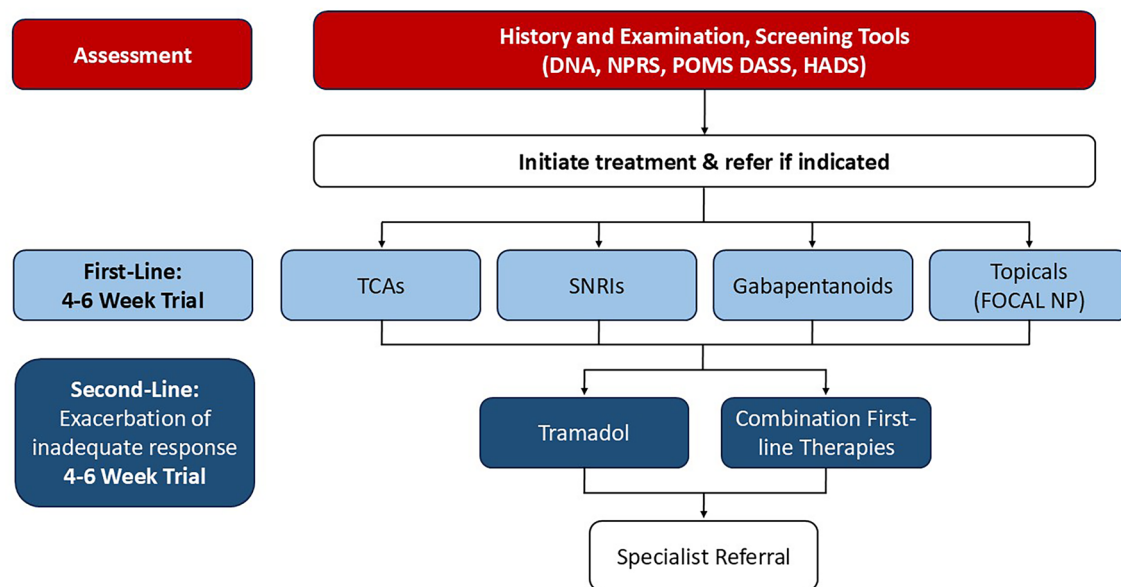 Assessment
History and Examination, Screening Tools
(DNA, NPRS, POMS DASS, HADS)
Initiate treatment & refer if indicated
First-Line:
4-6 Week Trial
TCAs
SNRIs
Gabapentanoids
Topicals
(FOCAL NP)
Second-Line:
Exacerbation of
inadequate response
4-6 Week Trial
Tramadol
Combination First-
line Therapies
Specialist Referral